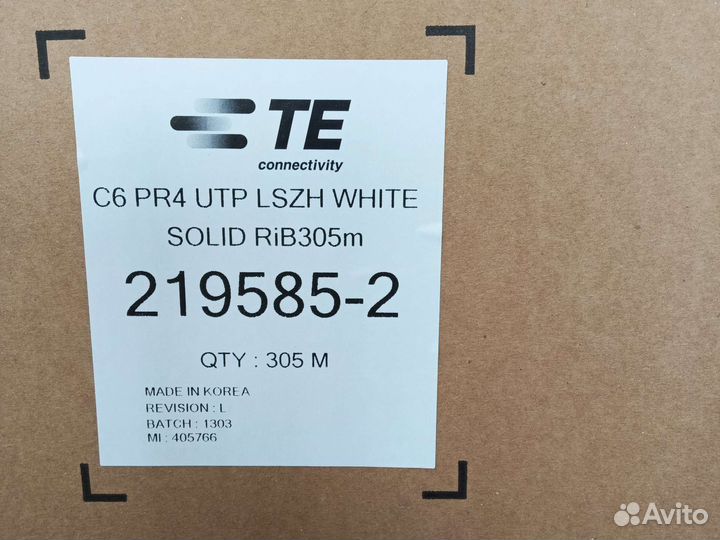 TE
connectivity
C6 PR4 UTP LSZH WHITE
SOLID RiB305m
219585-2
QTY : 305 M
MADE IN KOREA
REVISION : L
BATCH : 1303
MI : 405766
Avito